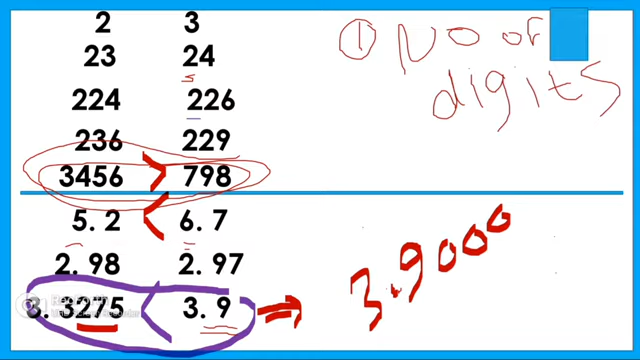 2 3
23 24
224 226
236 229
3456 > 798
5. 2 < 6. 7
2. 98 2. 97
3. 3275 < 3. 9
① No of
digits
3.9000